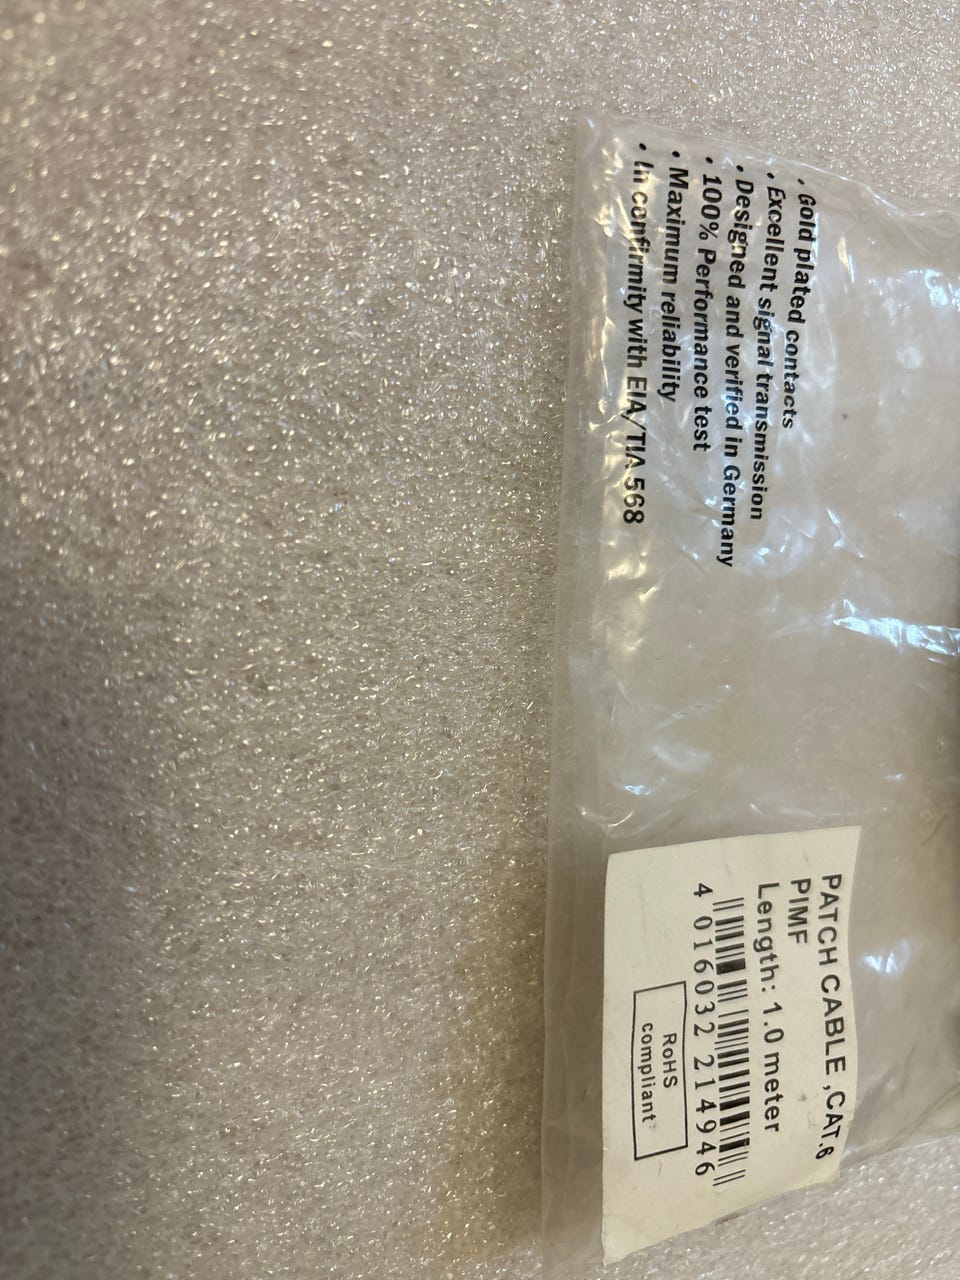 • Gold plated contacts
• Excellent signal transmission
• Designed and verified in Germany
• 100% Performance test
• Maximum reliability
• In confirmity with EIA/TIA 568
PATCH CABLE ,CAT.6
PIMF
Length: 1.0 meter
4 016032 214946
RoHS
compliant